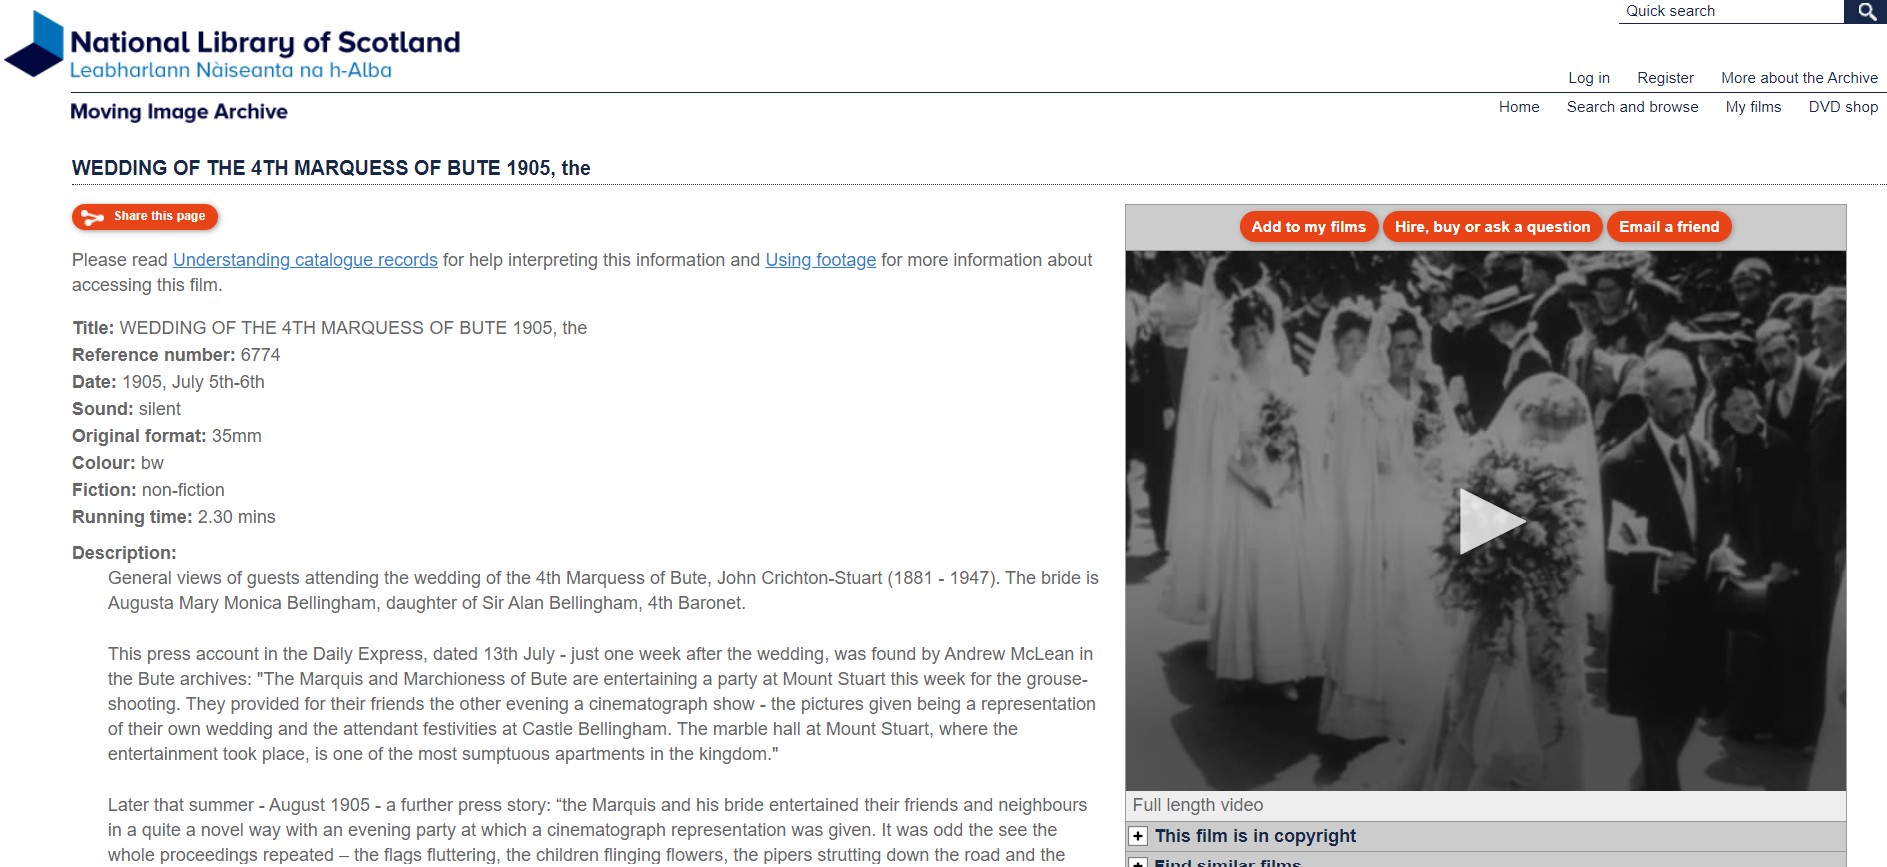 Quick search
National Library of Scotland
Leabharlann Nàiseanta na h-Alba
Log in Register More about the Archive
Moving Image Archive
Home Search and browse My films DVD shop
WEDDING OF THE 4TH MARQUESS OF BUTE 1905, the
Share this page
Please read Understanding catalogue records for help interpreting this information and Using footage for more information about
accessing this film.
Title: WEDDING OF THE 4TH MARQUESS OF BUTE 1905, the
Reference number: 6774
Date: 1905, July 5th-6th
Sound: silent
Original format: 35mm
Colour: bw
Fiction: non-fiction
Running time: 2.30 mins
Description:
General views of guests attending the wedding of the 4th Marquess of Bute, John Crichton-Stuart (1881 - 1947). The bride is
Augusta Mary Monica Bellingham, daughter of Sir Alan Bellingham, 4th Baronet.
This press account in the Daily Express, dated 13th July - just one week after the wedding, was found by Andrew McLean in
the Bute archives: "The Marquis and Marchioness of Bute are entertaining a party at Mount Stuart this week for the grouse-
shooting. They provided for their friends the other evening a cinematograph show - the pictures given being a representation
of their own wedding and the attendant festivities at Castle Bellingham. The marble hall at Mount Stuart, where the
entertainment took place, is one of the most sumptuous apartments in the kingdom."
Later that summer - August 1905 - a further press story: “the Marquis and his bride entertained their friends and neighbours
in a quite a novel way with an evening party at which a cinematograph representation was given. It was odd the see the
whole proceedings repeated – the flags fluttering, the children flinging flowers, the pipers strutting down the road and the
Add to my films Hire, buy or ask a question Email a friend
Full length video
+ This film is in copyright
+ Find similar films